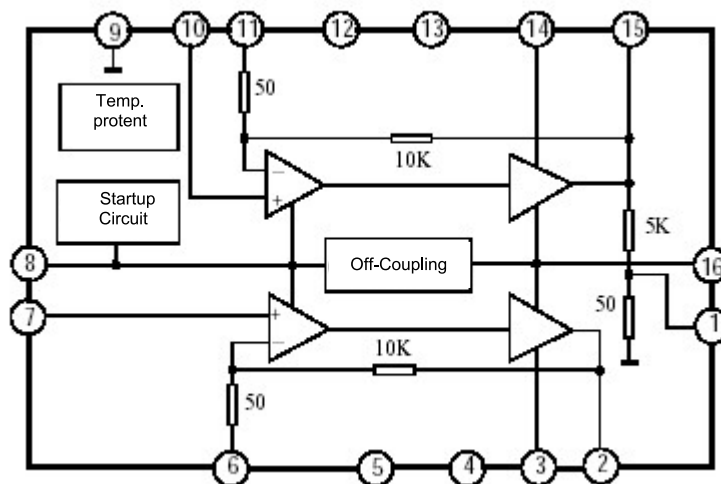 9 10 11 12 13 14 15
Temp.
protent
50
10K
Startup
Circuit
5K
8
Off-Coupling
16
7
50
1
10K
50
6 5 4 3 2
− + + −